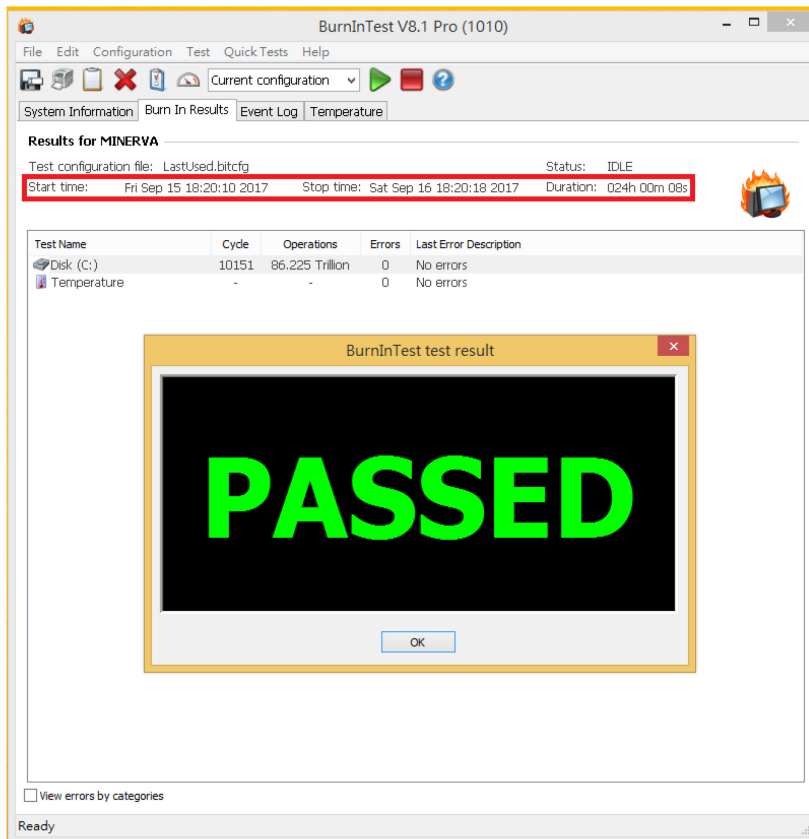 BurnInTest V8.1 Pro (1010)
File Edit Configuration Test Quick Tests Help
Current configuration
System Information Burn In Results Event Log Temperature
Results for MINERVA
Test configuration file: LastUsed.bitcfg Status: IDLE
Start time: Fri Sep 15 18:20:10 2017 Stop time: Sat Sep 16 18:20:18 2017 Duration: 024h 00m 08s
Test Name Cycle Operations Errors Last Error Description
Disk (C:) 10151 86.225 Trillion 0 No errors
Temperature - - 0 No errors
BurnInTest test result
PASSED
OK
View errors by categories
Ready